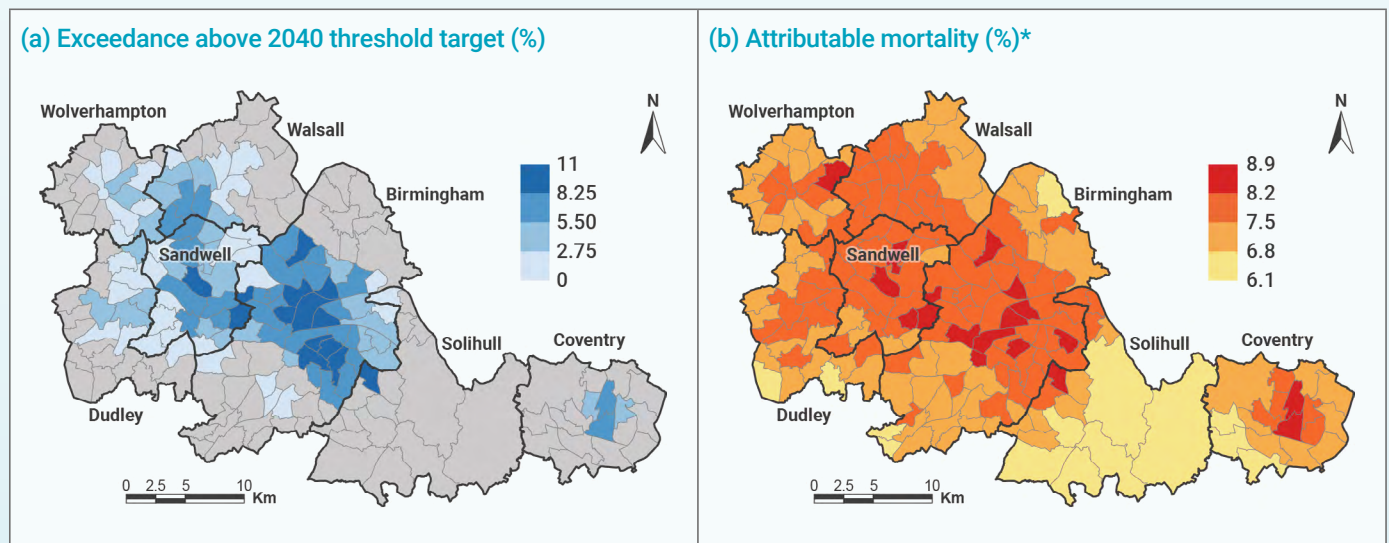 (a) Exceedance above 2040 threshold target (%)
Wolverhampton
Walsall
Birmingham
Sandwell
Solihull
Coventry
Dudley
N
11
8.25
5.50
2.75
0
0 2.5 5 10
Km
(b) Attributable mortality (%)*
Wolverhampton
Walsall
Birmingham
Sandwell
Solihull
Coventry
Dudley
N
8.9
8.2
7.5
6.8
6.1
0 2.5 5 10
Km